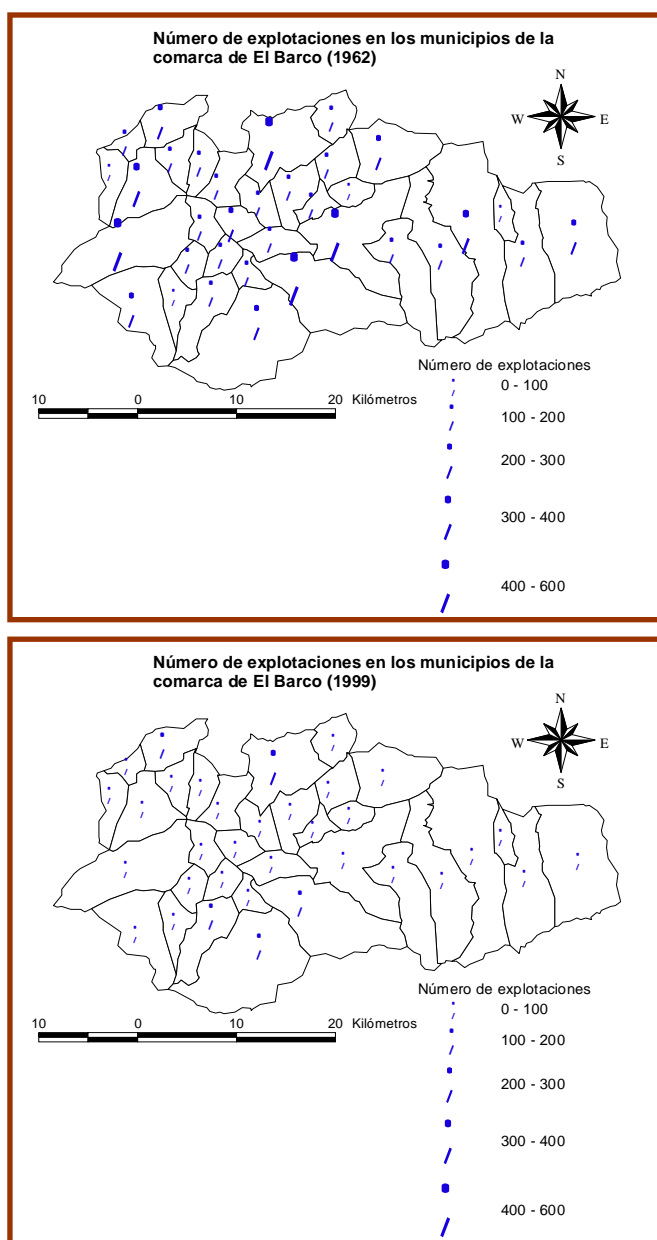 Número de explotaciones en los municipios de la
comarca de El Barco (1962)
N
W
E
S
Número de explotaciones
0 - 100
100 - 200
200 - 300
300 - 400
400 - 600
10 0 10 20 Kilómetros
Número de explotaciones en los municipios de la
comarca de El Barco (1999)
N
W
E
S
Número de explotaciones
0 - 100
100 - 200
200 - 300
300 - 400
400 - 600
10 0 10 20 Kilómetros